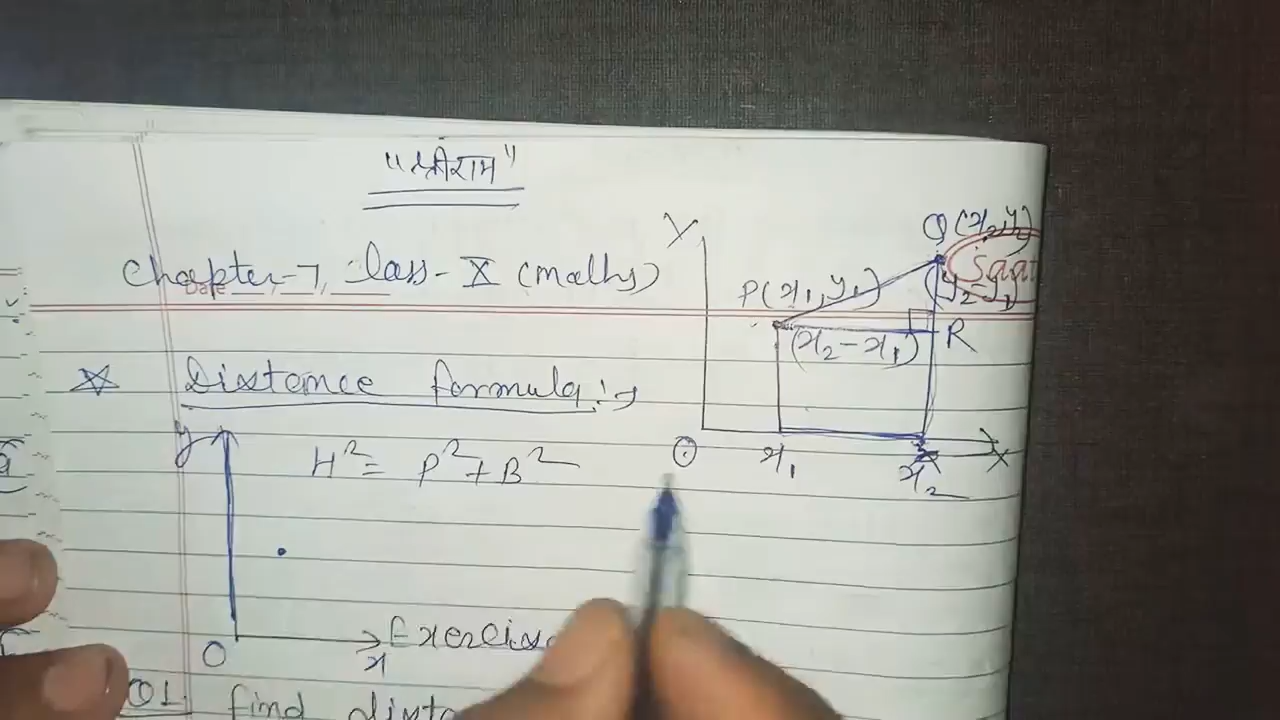 "श्रीराम"
Chapter-7, Class-X (maths)
Date
Y
Q(x₂,y₂)
P(x₁,y₁)
(y₂-y₁)
(x₂-x₁)
R
O
x₁
x₂
X
Distance formula:→
y
H² = P² + B²
O
x
Exercise
Q1. find